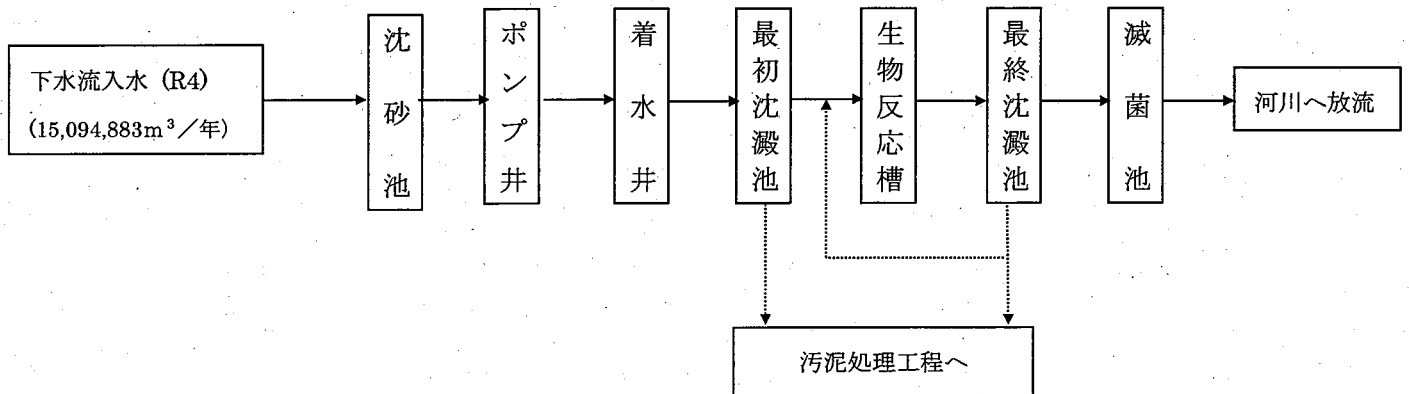 下水流入水 (R4)
(15,094,883m³/年)
沈砂池
ポンプ井
着水井
最初沈澱池
生物反応槽
最終沈澱池
滅菌池
河川へ放流
汚泥処理工程へ